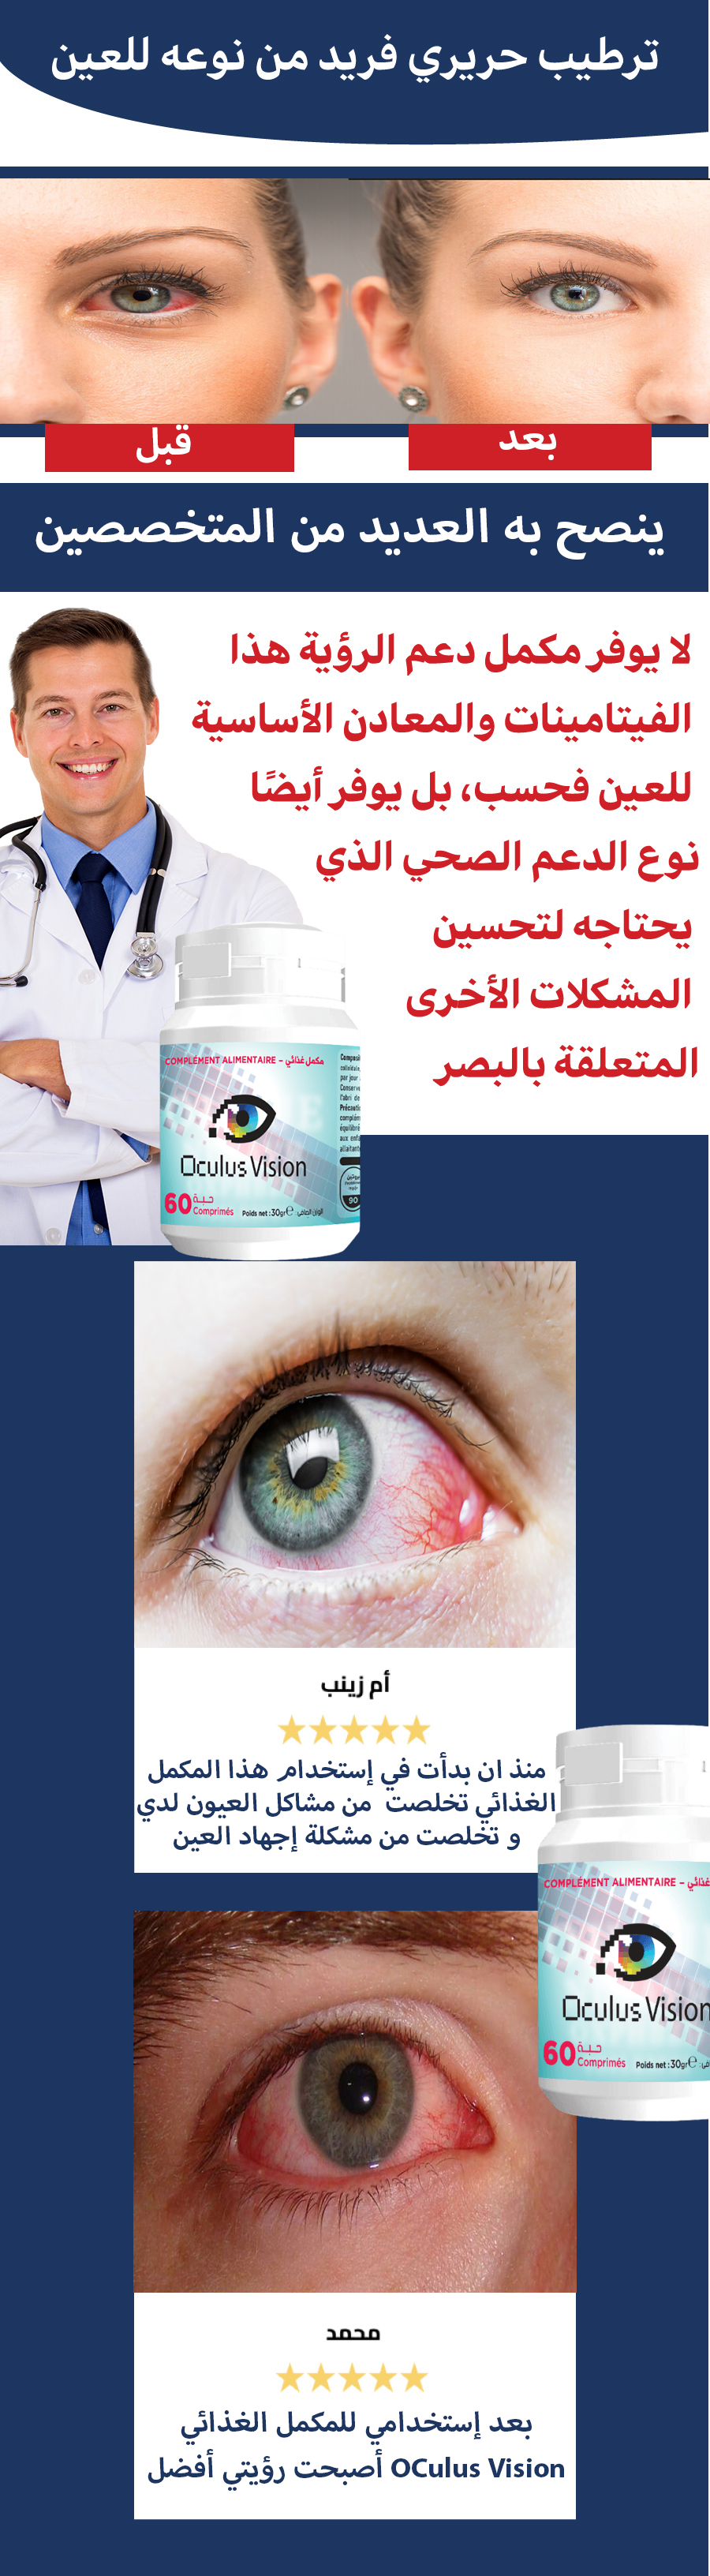 ترطيب حريري فريد من نوعه للعين
قبل
بعد
ينصح به العديد من المتخصصين
لا يوفر مكمل دعم الرؤية هذا
الفيتامينات والمعادن الأساسية
للعين فحسب، بل يوفر أيضًا
نوع الدعم الصحي الذي
يحتاجه لتحسين
المشكلات الأخرى
المتعلقة بالبصر
COMPLÉMENT ALIMENTAIRE – مكمل غذائي
Oculus Vision
60 حبة
Comprimés
Poids net : 30gr e الوزن الصافي
90
أم زينب
منذ ان بدأت في إستخدام هذا المكمل
الغذائي تخلصت من مشاكل العيون لدي
و تخلصت من مشكلة إجهاد العين
COMPLÉMENT ALIMENTAIRE –
Oculus Vision
60 حبة
Comprimés
Poids net : 30gr e
محمد
بعد إستخدامي للمكمل الغذائي
OCulus Vision أصبحت رؤيتي أفضل